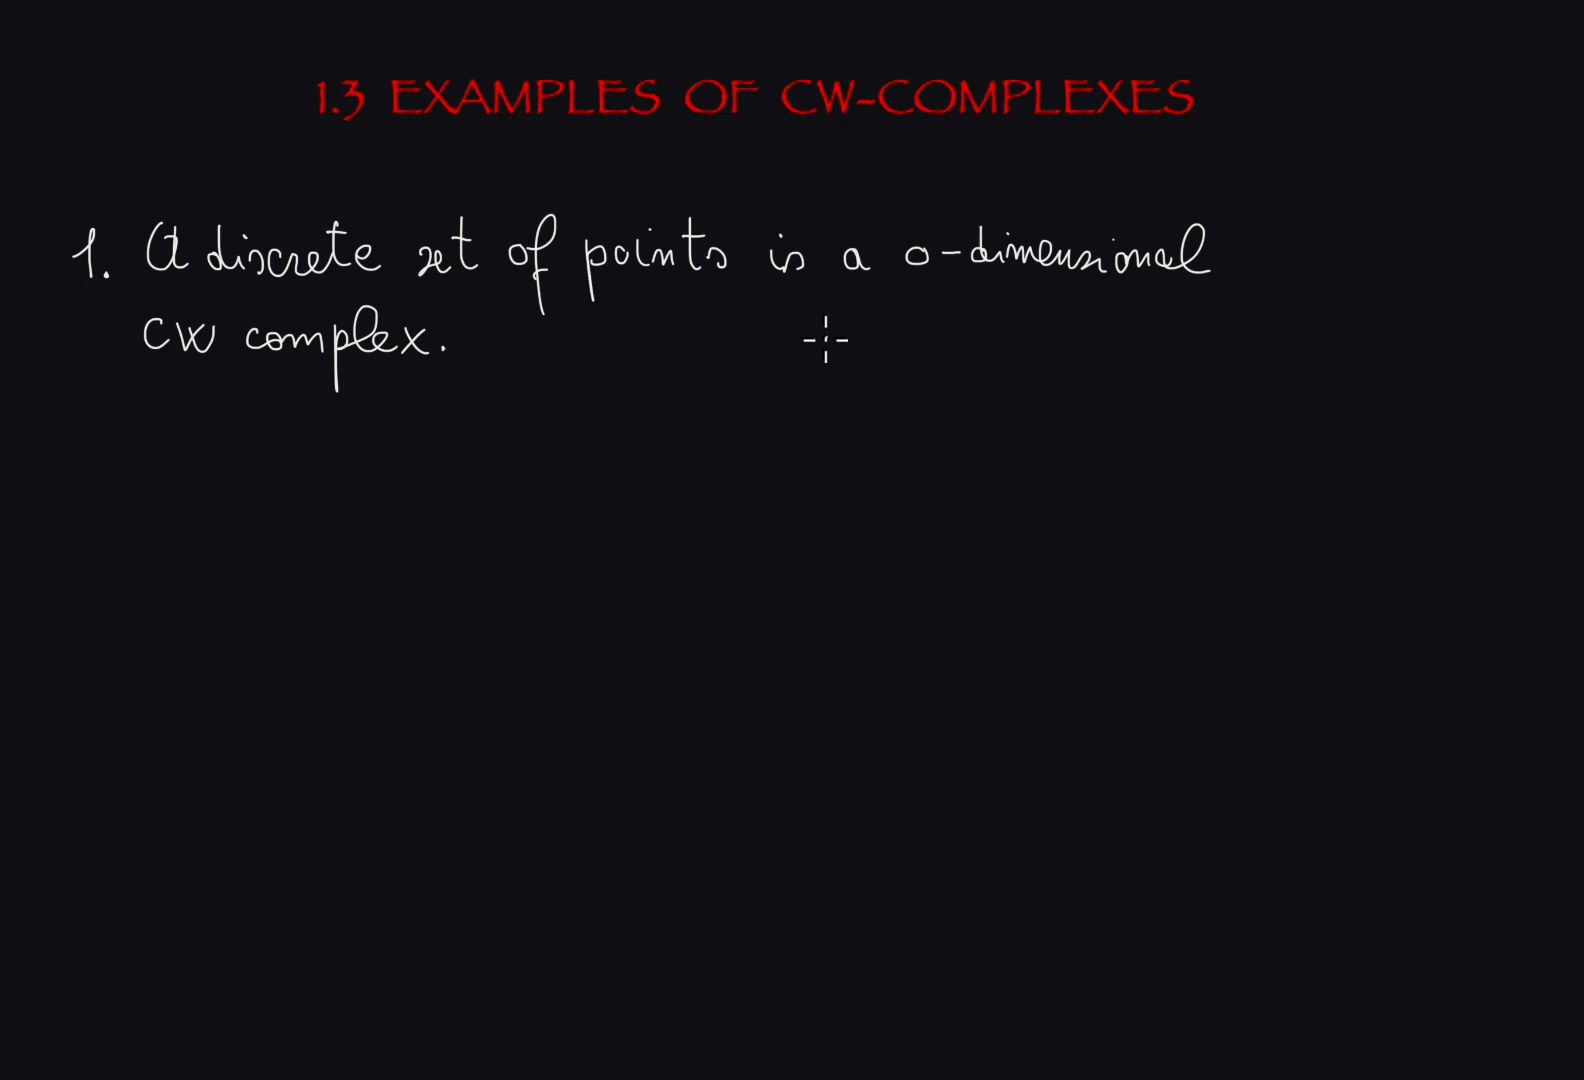 1.3 EXAMPLES OF CW-COMPLEXES
1. A discrete set of points is a 0-dimensional
CW complex.